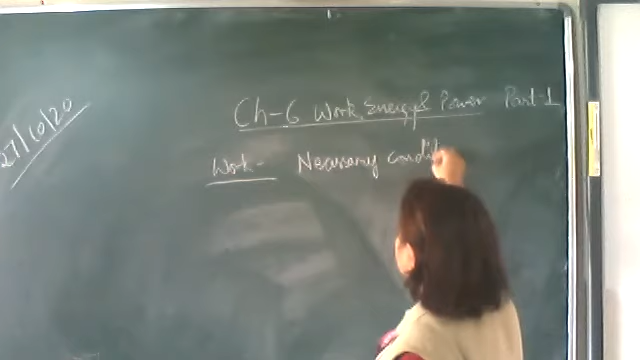 27/10/20
Ch-6 Work, Energy & Power Part-1
Work - Necessary condit